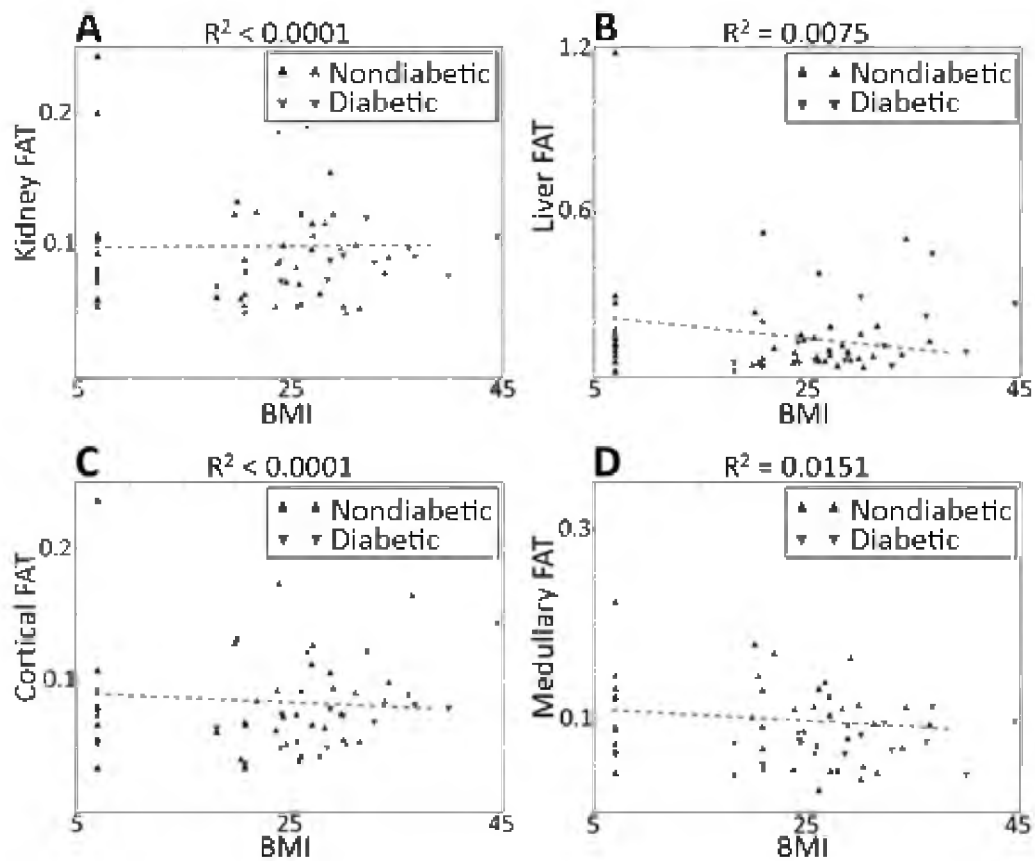 A
R² < 0.0001
Nondiabetic
Diabetic
0.2
0.1
Kidney FAT
5
25
45
BMI
B
R² = 0.0075
Nondiabetic
Diabetic
1.2
0.6
Liver FAT
5
25
45
BMI
C
R² < 0.0001
Nondiabetic
Diabetic
0.2
0.1
Cortical FAT
5
25
45
BMI
D
R² = 0.0151
Nondiabetic
Diabetic
0.3
0.1
Medullary FAT
5
25
45
BMI